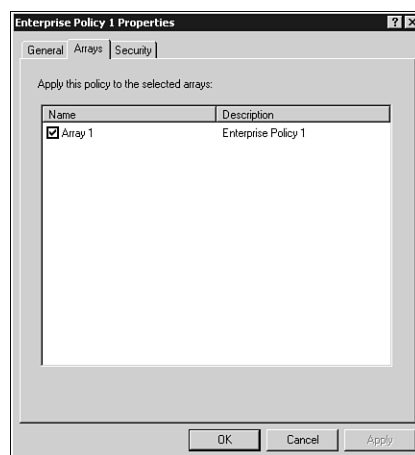 Enterprise Policy 1 Properties
General Arrays Security
Apply this policy to the selected arrays:
Name Description
Array 1 Enterprise Policy 1
OK Cancel Apply